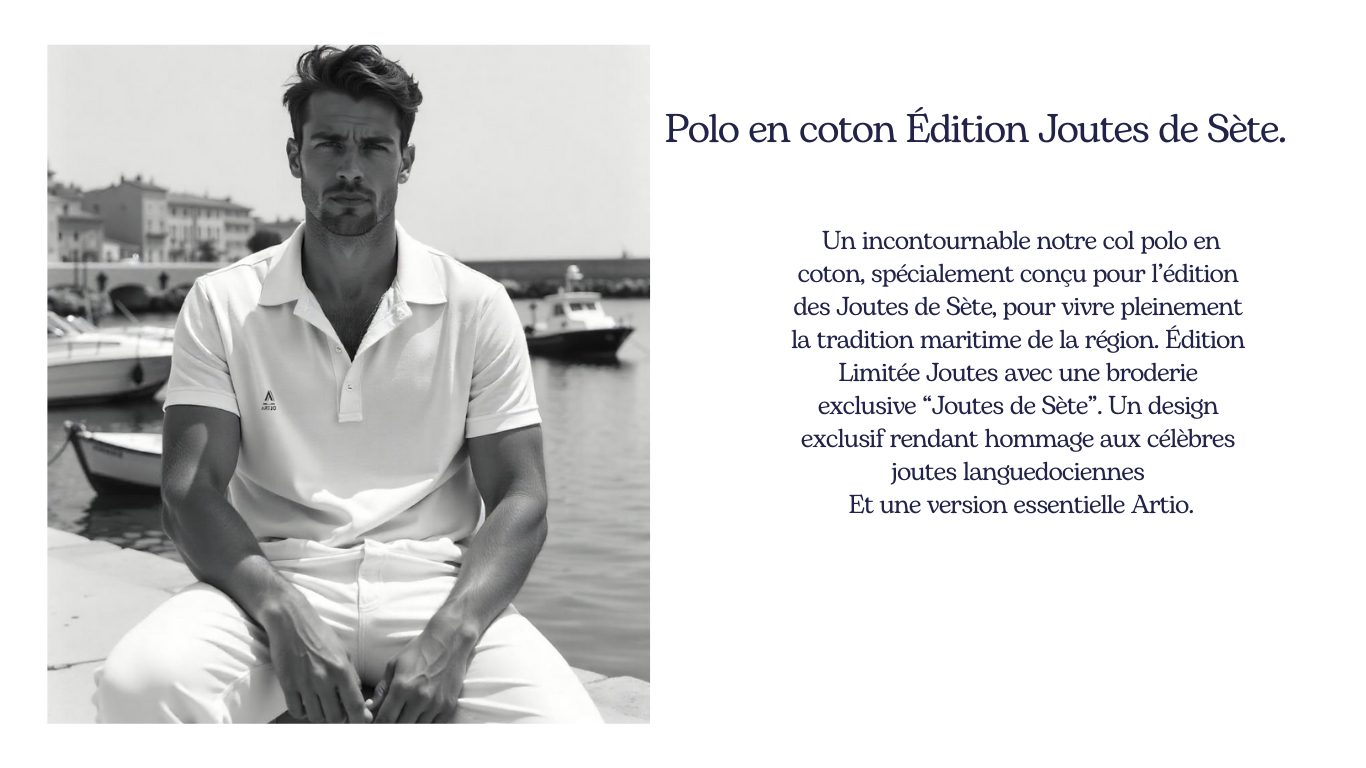 Polo en coton Édition Joutes de Sète.
Un incontournable notre col polo en
coton, spécialement conçu pour l’édition
des Joutes de Sète, pour vivre pleinement
la tradition maritime de la région. Édition
Limitée Joutes avec une broderie
exclusive “Joutes de Sète”. Un design
exclusif rendant hommage aux célèbres
joutes languedociennes
Et une version essentielle Artio.